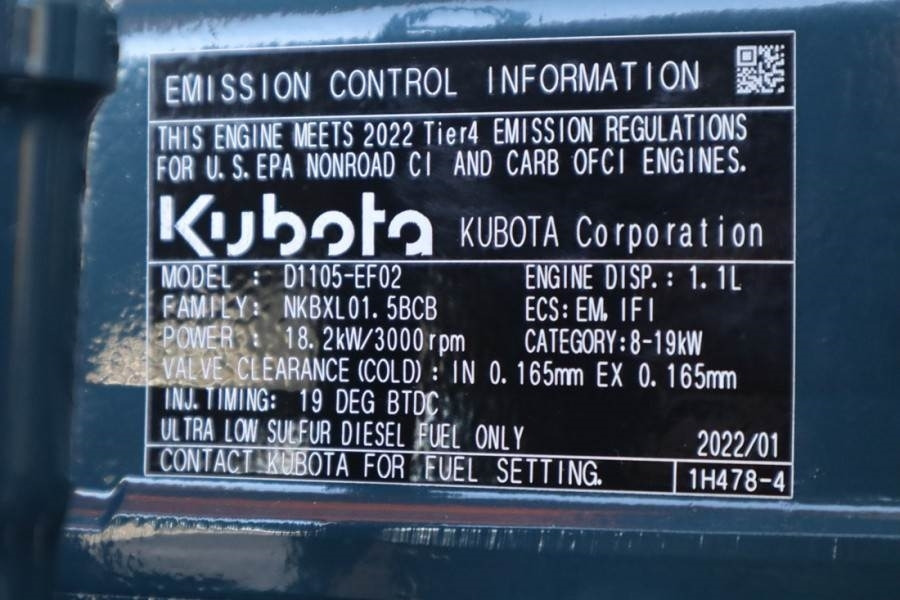 EMISSION CONTROL INFORMATION
THIS ENGINE MEETS 2022 Tier4 EMISSION REGULATIONS
FOR U.S.EPA NONROAD CI AND CARB OFCI ENGINES.
Kubota KUBOTA Corporation
MODEL : D1105-EF02 ENGINE DISP.: 1.1L
FAMILY: NKBXL01.5BCB ECS:EM, IFI
POWER : 18.2kW/3000rpm CATEGORY:8-19kW
VALVE CLEARANCE(COLD): IN 0.165mm EX 0.165mm
INJ.TIMING: 19 DEG BTDC
ULTRA LOW SULFUR DIESEL FUEL ONLY 2022/01
CONTACT KUBOTA FOR FUEL SETTING. 1H478-4